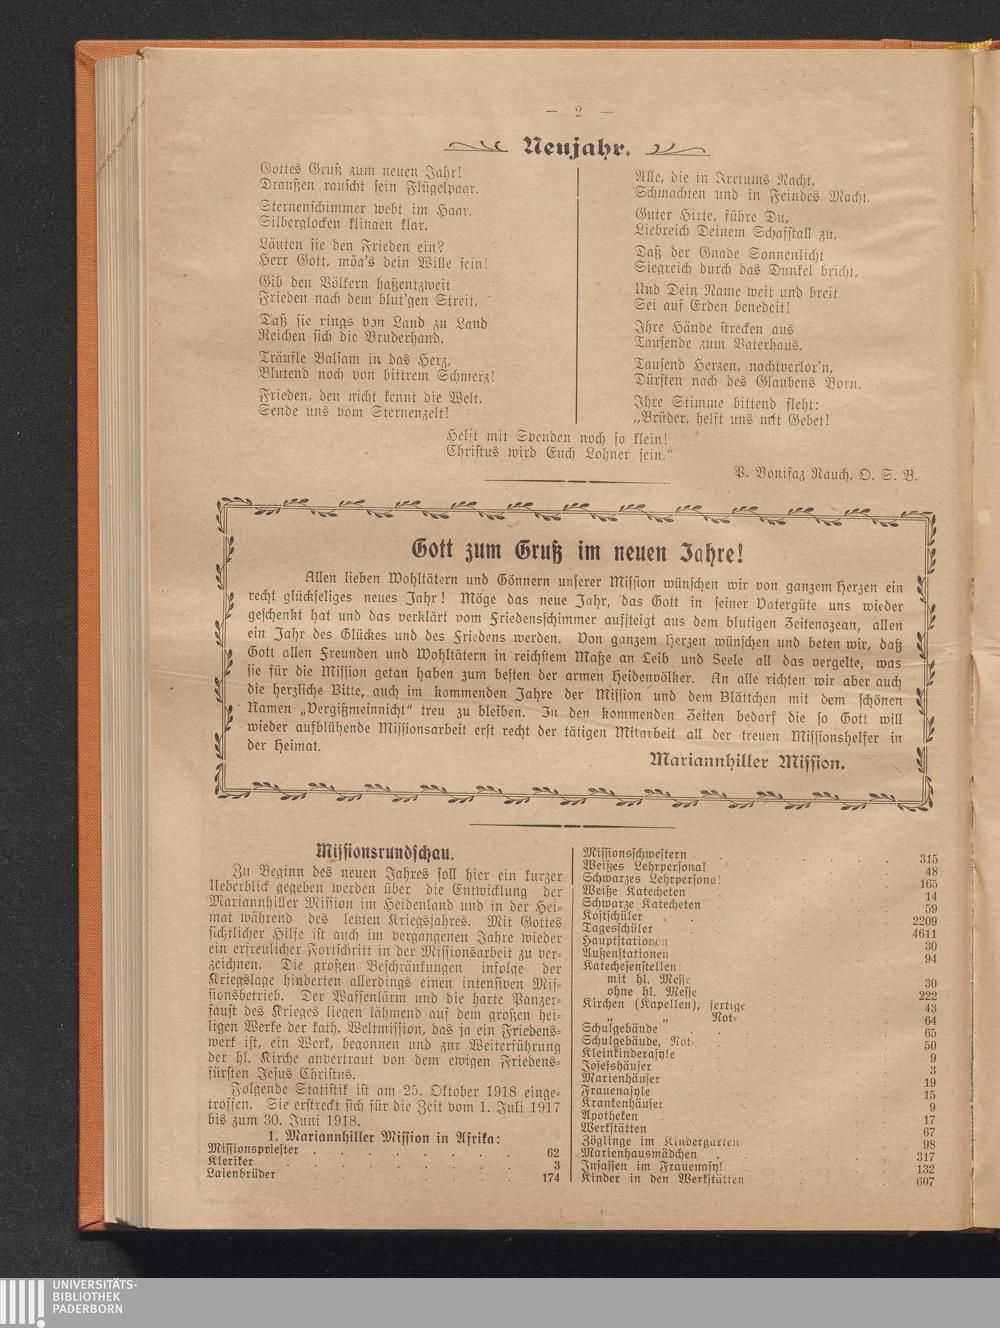 — 2 —
Neujahr.
Gottes Gruß zum neuen Jahr!
Draußen rauscht sein Flügelpaar.
Sternenschimmer webt im Haar.
Silberglocken klingen klar.
Läuten sie den Frieden ein?
Herr Gott, mög's dein Wille sein!
Gib den Völkern haßentzweit
Frieden nach dem blut'gen Streit,
Daß sie rings von Land zu Land
Reichen sich die Bruderhand.
Träufle Balsam in das Herz,
Blutend noch von bittrem Schmerz!
Frieden, den nicht kennt die Welt,
Sende uns vom Sternenzelt!
Alle, die in Irrtums Nacht,
Schmachten und in Feindes Macht.
Guter Hirte, führe Du,
Liebreich Deinem Schafstall zu,
Daß der Gnade Sonnenlicht
Siegreich durch das Dunkel bricht,
Und Dein Name weit und breit
Sei auf Erden benedeit!
Ihre Hände strecken aus
Tausende zum Vaterhaus.
Tausend Herzen, nachtverlor'n,
Dürsten nach des Glaubens Born.
Ihre Stimme bittend fleht:
„Brüder, helft uns mit Gebet!
Helft mit Spenden noch so klein!
Christus wird Euch Lohner sein.“
P. Bonifaz Rauch, O. S. B.
Gott zum Gruß im neuen Jahre!
Allen lieben Wohltätern und Gönnern unserer Mission wünschen wir von ganzem Herzen ein
recht glückseliges neues Jahr! Möge das neue Jahr, das Gott in seiner Vatergüte uns wieder
geschenkt hat und das verklärt vom Friedensschimmer aufsteigt aus dem blutigen Zeitenozean, allen
ein Jahr des Glückes und des Friedens werden. Von ganzem Herzen wünschen und beten wir, daß
Gott allen Freunden und Wohltätern in reichstem Maße an Leib und Seele all das vergelte, was
sie für die Mission getan haben zum besten der armen Heidenvölker. An alle richten wir aber auch
die herzliche Bitte, auch im kommenden Jahre der Mission und dem Blättchen mit dem schönen
Namen „Vergißmeinnicht“ treu zu bleiben. In den kommenden Zeiten bedarf die so Gott will
wieder aufblühende Missionsarbeit erst recht der tätigen Mitarbeit all der treuen Missionshelfer in
der Heimat.
Mariannhiller Mission.
Missionsrundschau.
Zu Beginn des neuen Jahres soll hier ein kurzer
Ueberblick gegeben werden über die Entwicklung der
Mariannhiller Mission im Heidenland und in der Hei-
mat während des letzten Kriegsjahres. Mit Gottes
sichtlicher Hilfe ist auch im vergangenen Jahre wieder
ein erfreulicher Fortschritt in der Missionsarbeit zu ver-
zeichnen. Die großen Beschränkungen infolge der
Kriegslage hinderten allerdings einen intensiven Mis-
sionsbetrieb. Der Waffenlärm und die harte Panzer-
faust des Krieges liegen lähmend auf dem großen hei-
ligen Werke der kath. Weltmission, das ja ein Friedens-
werk ist, ein Werk, begonnen und zur Weiterführung
der hl. Kirche anvertraut von dem ewigen Friedens-
fürsten Jesus Christus.
Folgende Statistik ist am 25. Oktober 1918 einge-
troffen. Sie erstreckt sich für die Zeit vom 1. Juli 1917
bis zum 30. Juni 1918.
1. Mariannhiller Mission in Afrika:
Missionspriester . . . . . . . 62
Kleriker . . . . . . . 3
Laienbrüder . . . . . . . 174
Missionsschwestern 315
Weißes Lehrpersonal 48
Schwarzes Lehrpersonal 165
Weiße Katecheten 14
Schwarze Katecheten 59
Kostschüler 2209
Tagesschüler 4611
Hauptstationen 30
Außenstationen 94
Katechesenstellen:
mit hl. Messe 30
ohne hl. Messe 222
Kirchen (Kapellen), fertige 43
„ „ Not- 64
Schulgebäude 65
Schulgebäude, Not- 50
Kleinkinderasyle 9
Josefshäuser 3
Marienhäuser 19
Frauenasyle 15
Krankenhäuser 9
Apotheken 17
Werkstätten 67
Zöglinge im Kindergarten 98
Marienhausmädchen 317
Insassen im Frauenasyl 132
Kinder in den Werkstätten 607
UNIVERSITÄTS-
BIBLIOTHEK
PADERBORN